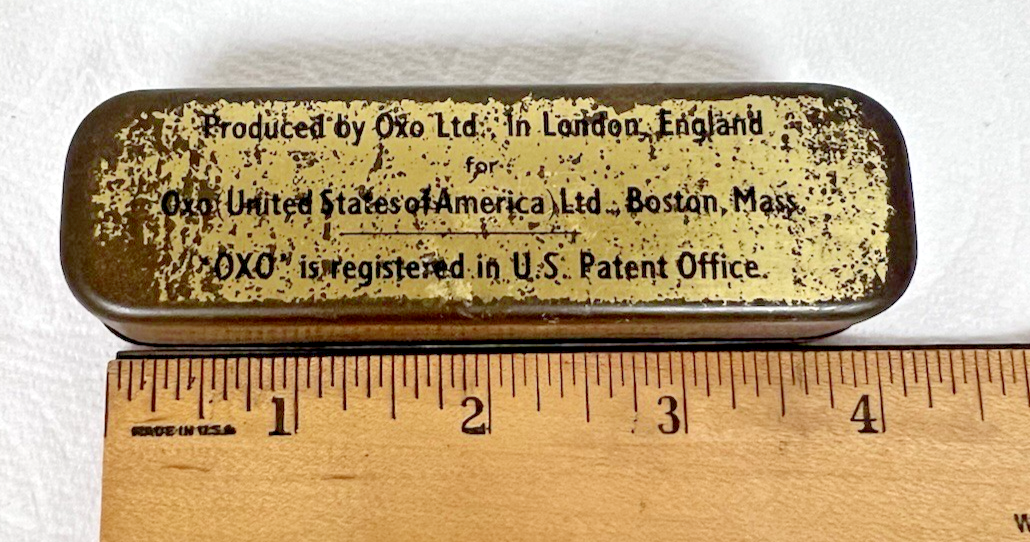 Produced by Oxo Ltd., in London, England
for
Oxo (United States of America) Ltd., Boston, Mass.
"OXO" is registered in U.S. Patent Office.
1 2 3 4
MADE IN U.S.A.